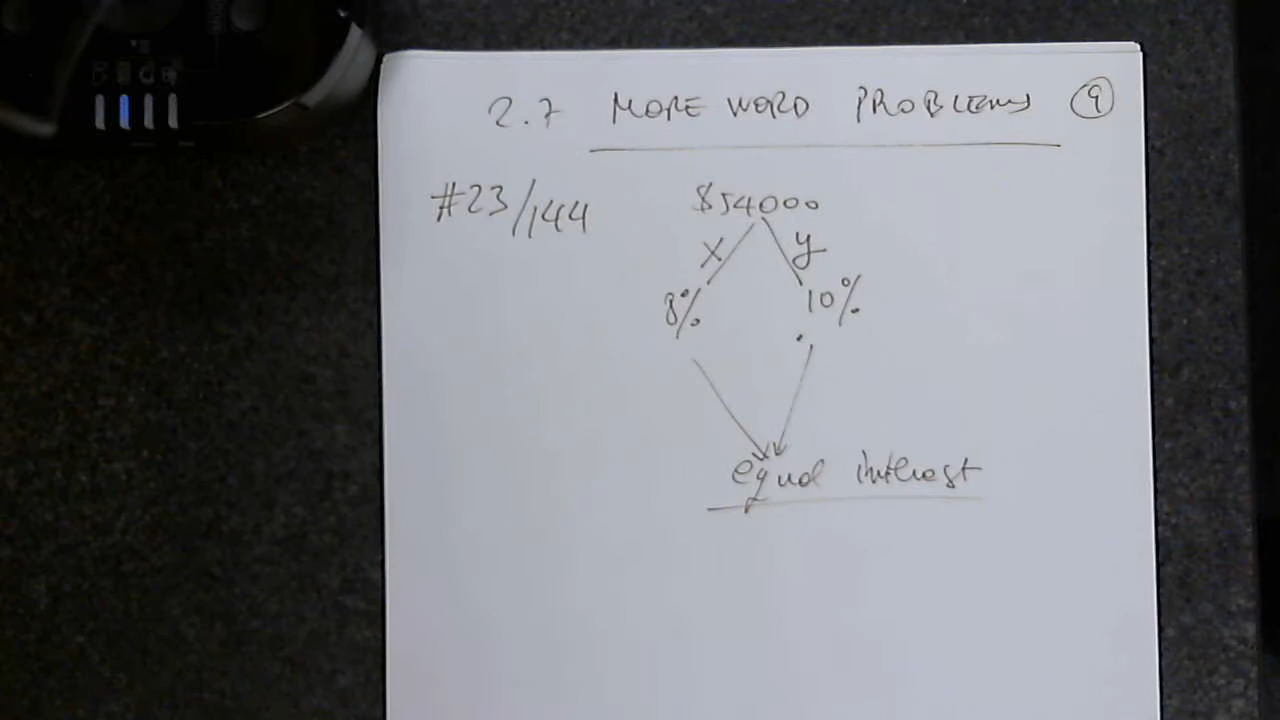 2.7 MORE WORD PROBLEMS 9
#23/144
$54000
x y
8% 10%
equal interest